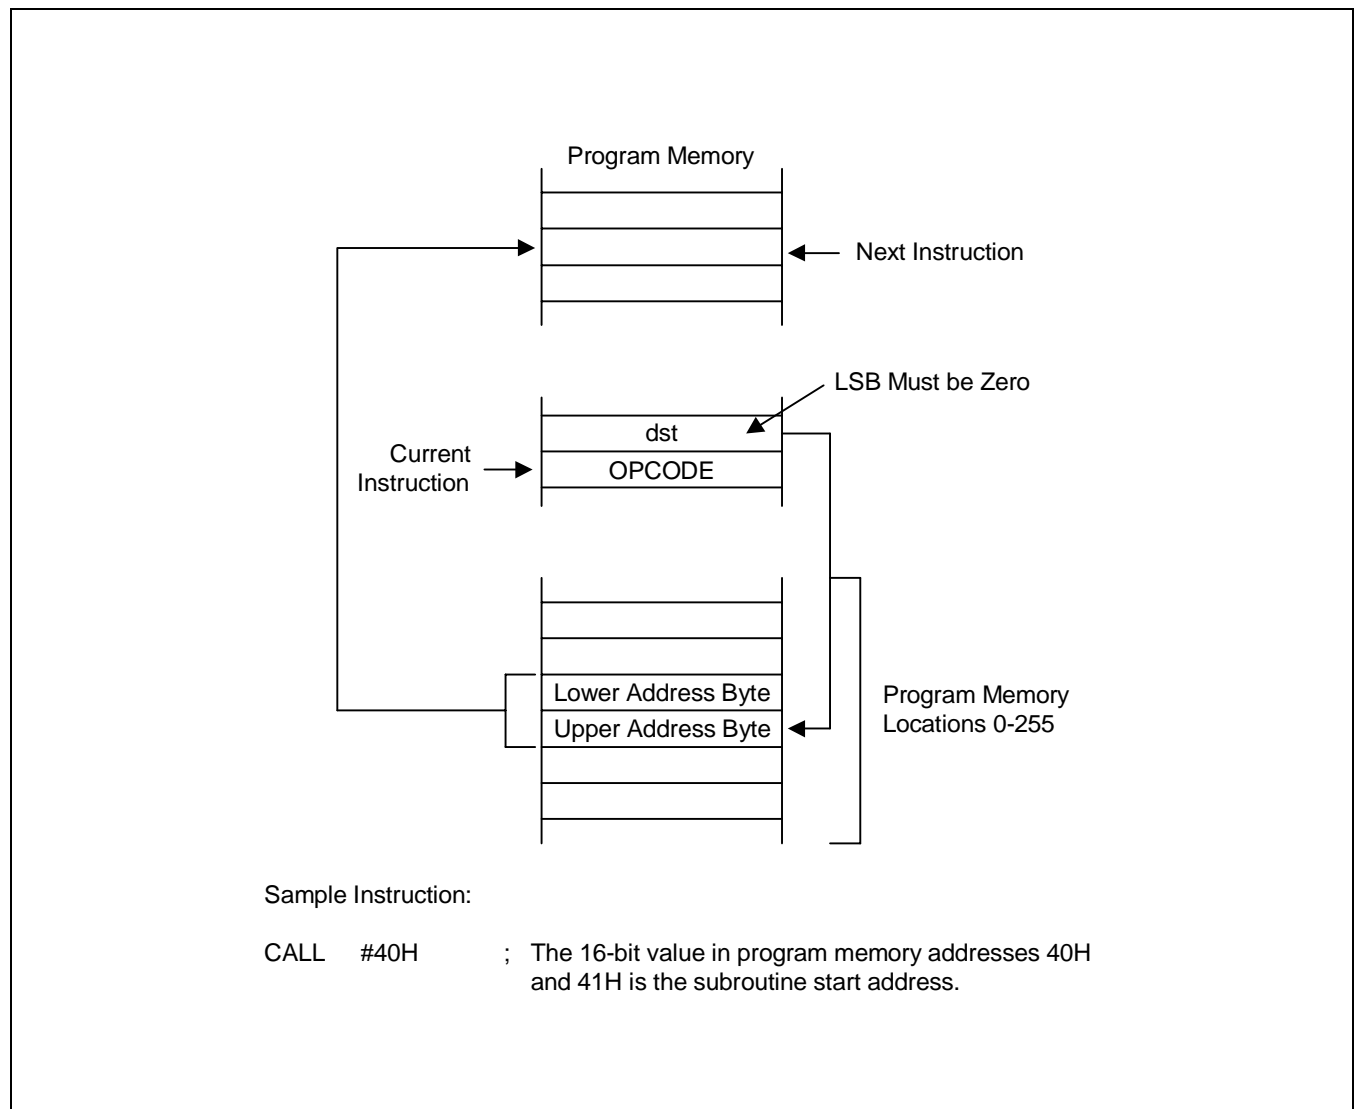 Program Memory
Next Instruction
LSB Must be Zero
dst
Current
Instruction
OPCODE
Lower Address Byte
Upper Address Byte
Program Memory
Locations 0-255
Sample Instruction:
CALL #40H ; The 16-bit value in program memory addresses 40H
and 41H is the subroutine start address.